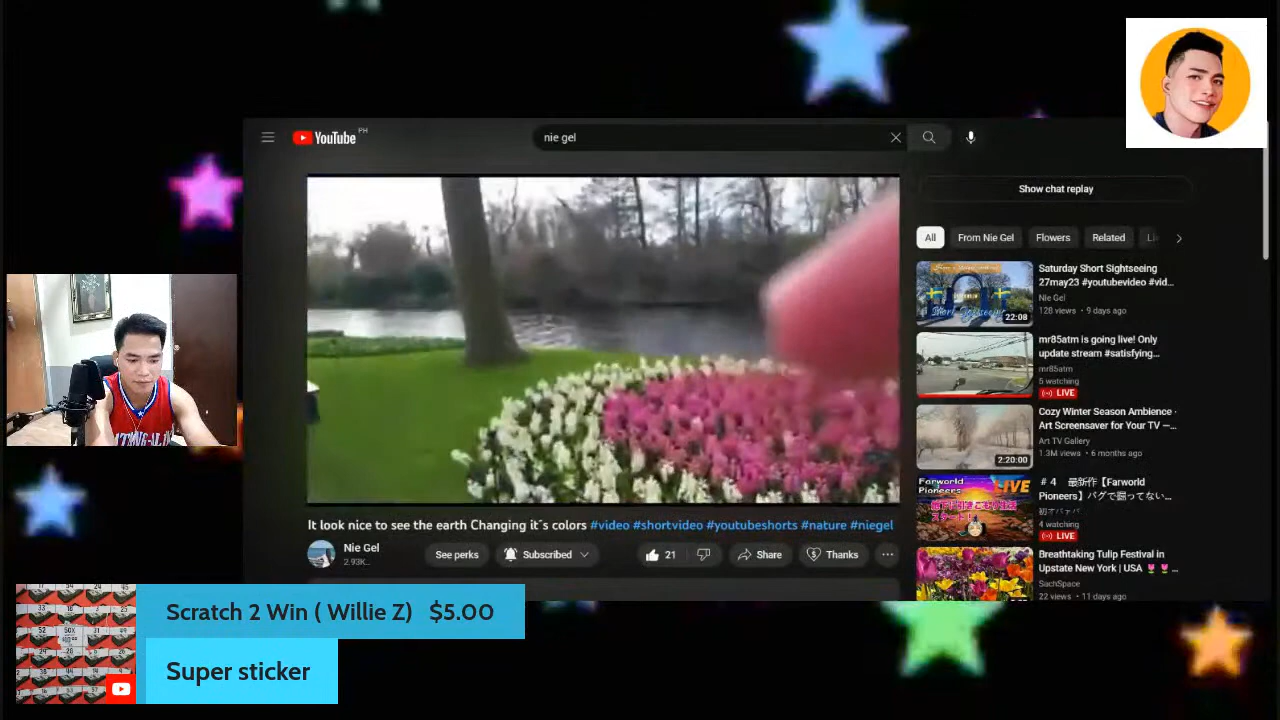 YouTube PH
nie gel
Show chat replay
All
From Nie Gel
Flowers
Related
Saturday Short Sightseeing
27may23 #youtubevideo #vid...
Nie Gel
128 views • 9 days ago
22:08
mr85atm is going live! Only
update stream #satisfying...
mr85atm
5 watching
LIVE
Cozy Winter Season Ambience ·
Art Screensaver for Your TV —...
Art TV Gallery
1.3M views • 6 months ago
2:20:00
Farworld
Pioneers
LIVE
# 4 最新作【Farworld
Pioneers】バグで掘ってない...
4 watching
LIVE
Breathtaking Tulip Festival in
Upstate New York | USA 🌷🌷...
SachSpace
22 views • 11 days ago
It look nice to see the earth Changing it´s colors #video #shortvideo #youtubeshorts #nature #niegel
Nie Gel
2.93K..
See perks
Subscribed
21
Share
Thanks
Scratch 2 Win ( Willie Z) $5.00
Super sticker